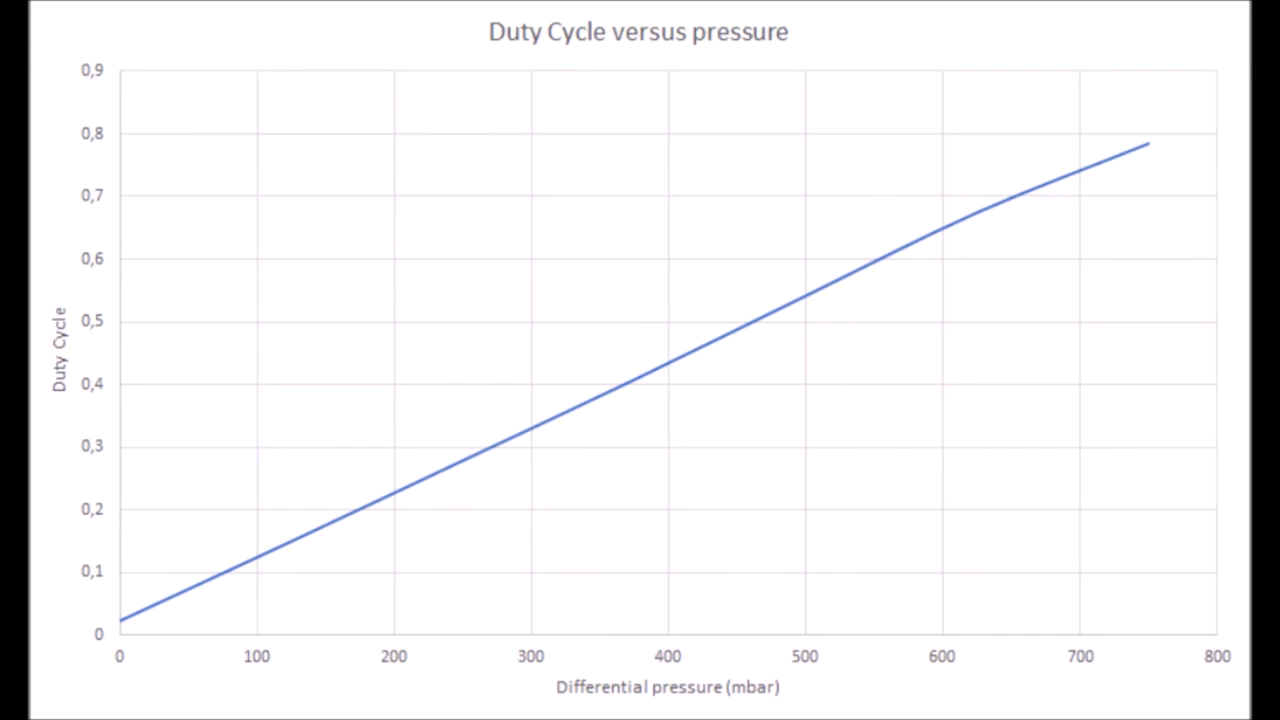 Duty Cycle versus pressure
0,9
0,8
0,7
0,6
0,5
0,4
0,3
0,2
0,1
0
Duty Cycle
0 100 200 300 400 500 600 700 800
Differential pressure (mbar)